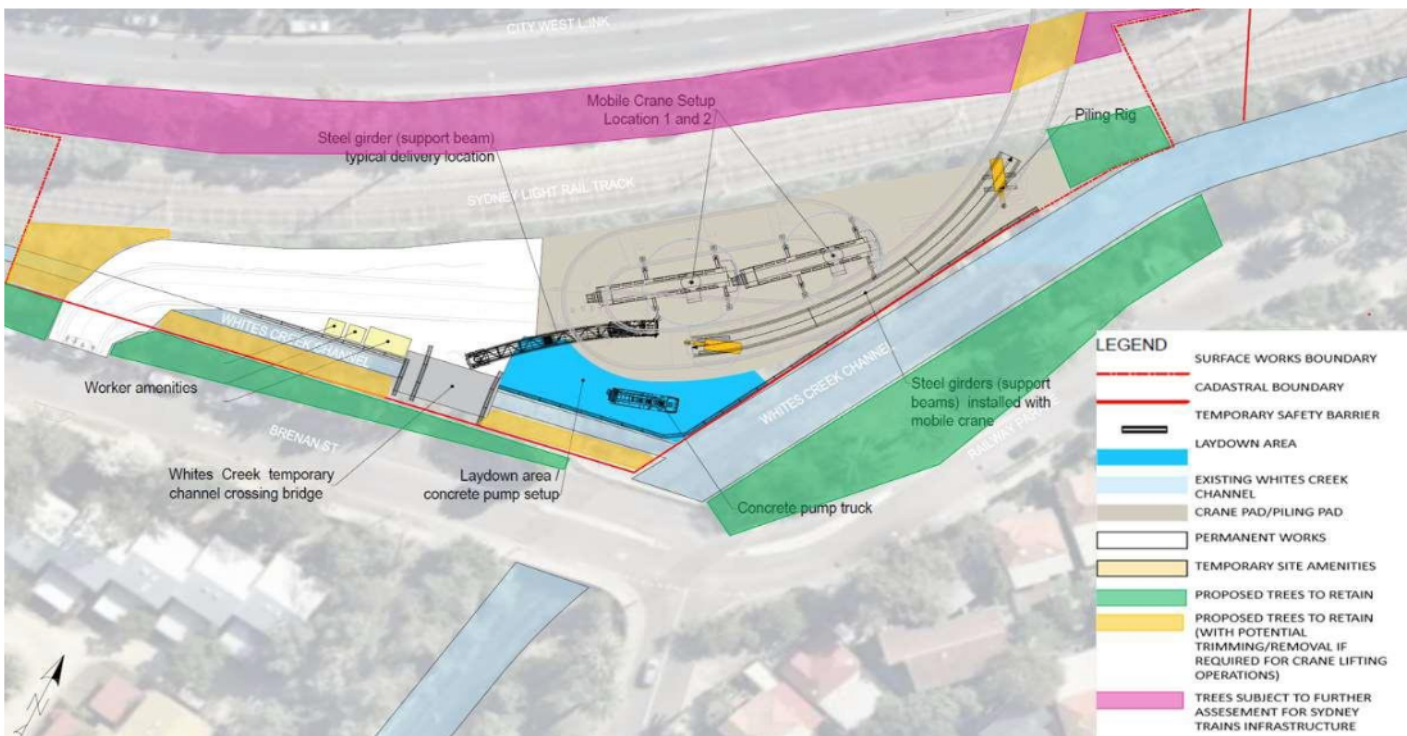 CITY WEST LINK
Mobile Crane Setup
Location 1 and 2
Piling Rig
Steel girder (support beam)
typical delivery location
SYDNEY LIGHT RAIL TRACK
WHITES CREEK CHANNEL
Worker amenities
BRENAN ST
Whites Creek temporary
channel crossing bridge
Laydown area /
concrete pump setup
Concrete pump truck
WHITES CREEK CHANNEL
Steel girders (support
beams) installed with
mobile crane
N
LEGEND
SURFACE WORKS BOUNDARY
CADASTRAL BOUNDARY
TEMPORARY SAFETY BARRIER
LAYDOWN AREA
EXISTING WHITES CREEK
CHANNEL
CRANE PAD/PILING PAD
PERMANENT WORKS
TEMPORARY SITE AMENITIES
PROPOSED TREES TO RETAIN
PROPOSED TREES TO RETAIN
(WITH POTENTIAL
TRIMMING/REMOVAL IF
REQUIRED FOR CRANE LIFTING
OPERATIONS)
TREES SUBJECT TO FURTHER
ASSESEMENT FOR SYDNEY
TRAINS INFRASTRUCTURE